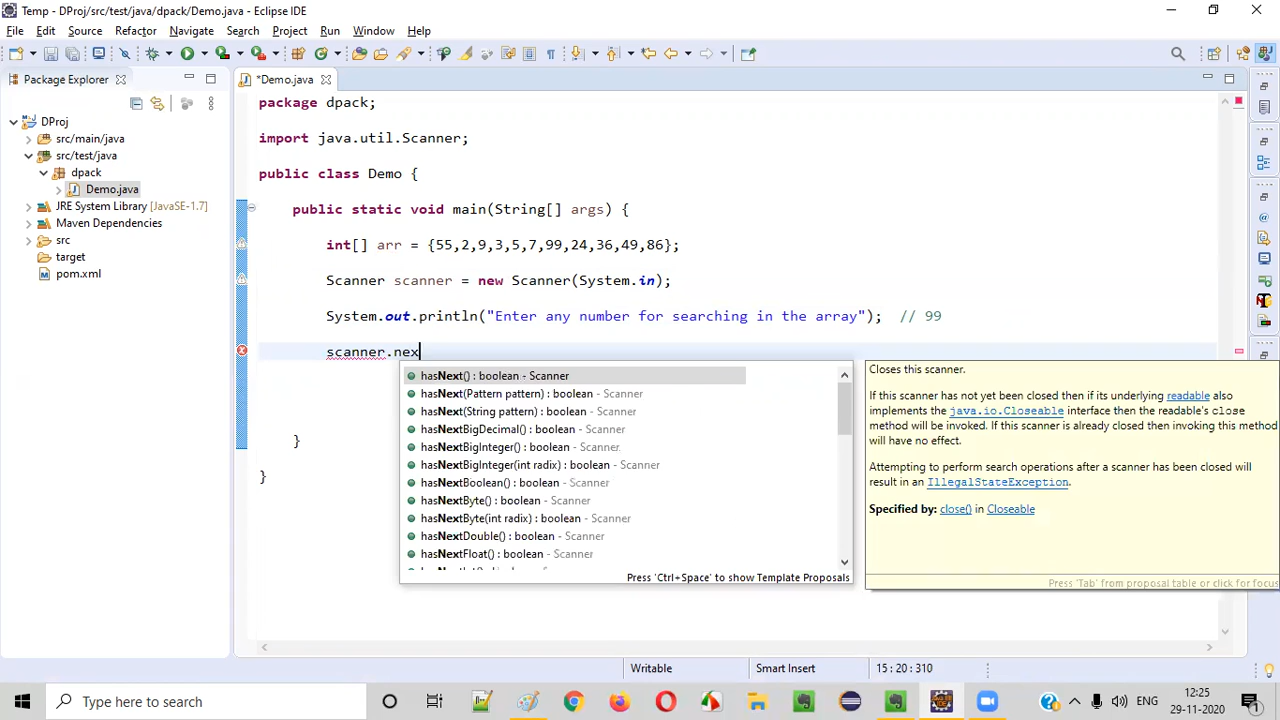 Temp - DProj/src/test/java/dpack/Demo.java - Eclipse IDE
File Edit Source Refactor Navigate Search Project Run Window Help
Package Explorer
*Demo.java
DProj
src/main/java
src/test/java
dpack
Demo.java
JRE System Library [JavaSE-1.7]
Maven Dependencies
src
target
pom.xml
package dpack;
import java.util.Scanner;
public class Demo {
public static void main(String[] args) {
int[] arr = {55,2,9,3,5,7,99,24,36,49,86};
Scanner scanner = new Scanner(System.in);
System.out.println("Enter any number for searching in the array"); // 99
scanner.nex
}
}
hasNext() : boolean - Scanner
hasNext(Pattern pattern) : boolean - Scanner
hasNext(String pattern) : boolean - Scanner
hasNextBigDecimal() : boolean - Scanner
hasNextBigInteger() : boolean - Scanner
hasNextBigInteger(int radix) : boolean - Scanner
hasNextBoolean() : boolean - Scanner
hasNextByte() : boolean - Scanner
hasNextByte(int radix) : boolean - Scanner
hasNextDouble() : boolean - Scanner
hasNextFloat() : boolean - Scanner
Press 'Ctrl+Space' to show Template Proposals
Closes this scanner.
If this scanner has not yet been closed then if its underlying readable also
implements the java.io.Closeable interface then the readable's close
method will be invoked. If this scanner is already closed then invoking this method
will have no effect.
Attempting to perform search operations after a scanner has been closed will
result in an IllegalStateException.
Specified by: close() in Closeable
Press 'Tab' from proposal table or click for focus
Writable Smart Insert 15 : 20 : 310
Type here to search
ENG
12:25
29-11-2020